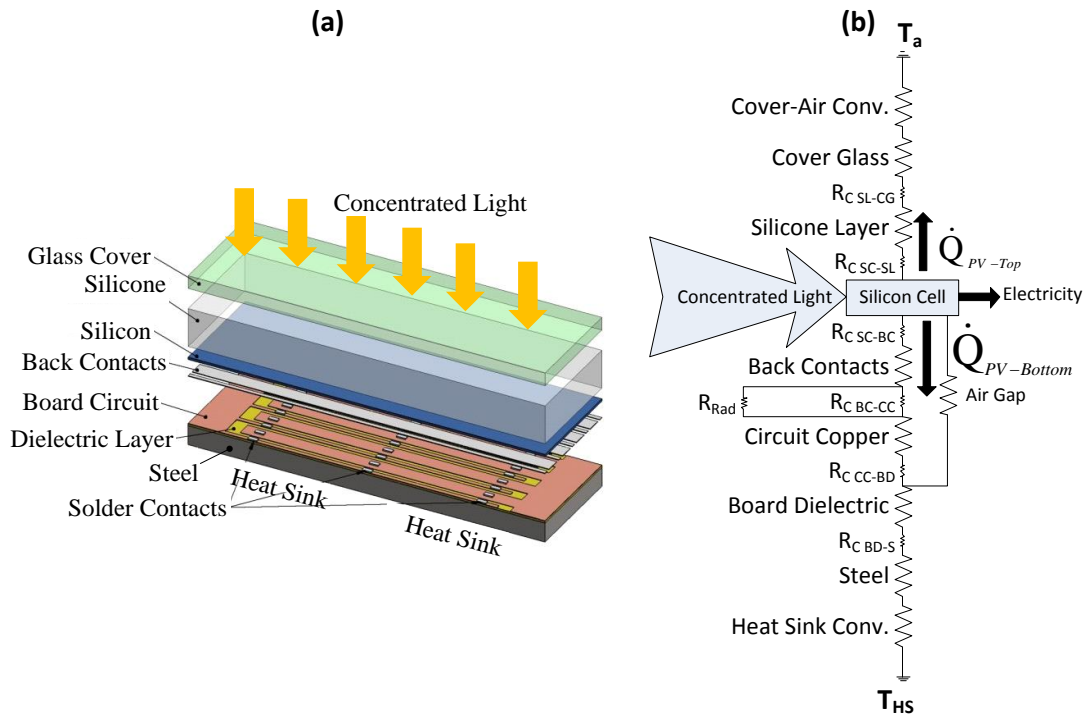 (a)
Concentrated Light
Glass Cover
Silicone
Silicon
Back Contacts
Board Circuit
Dielectric Layer
Steel
Heat Sink
Solder Contacts
Heat Sink
(b)
Ta
Cover-Air Conv.
Cover Glass
RC SL-CG
Silicone Layer
Q̇PV-Top
RC SC-SL
Concentrated Light
Silicon Cell
Electricity
RC SC-BC
Q̇PV-Bottom
Back Contacts
Air Gap
RRad
RC BC-CC
Circuit Copper
RC CC-BD
Board Dielectric
RC BD-S
Steel
Heat Sink Conv.
THS